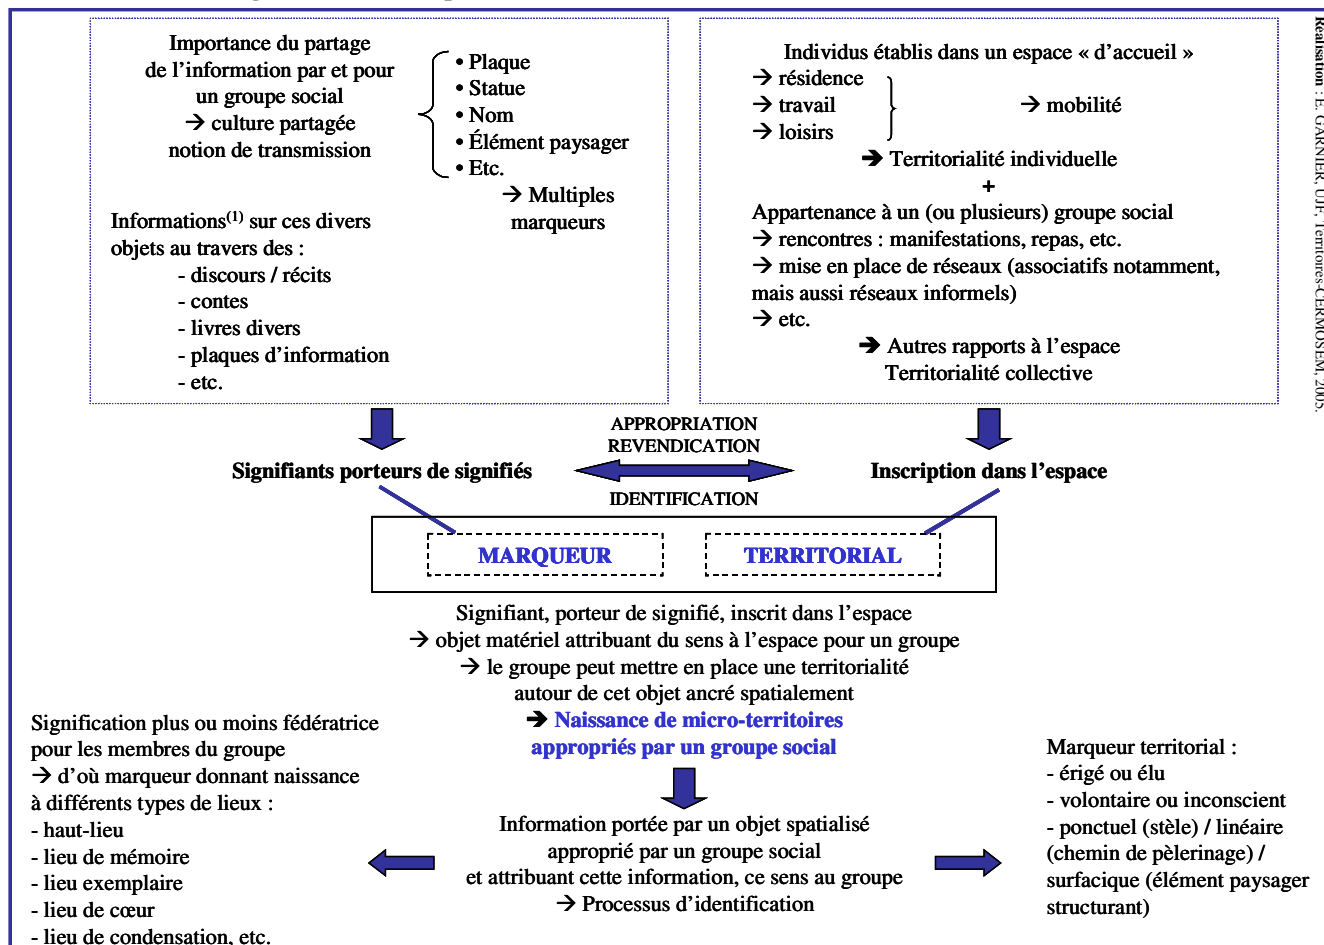 Importance du partage
de l'information par et pour
un groupe social
→ culture partagée
notion de transmission
• Plaque
• Statue
• Nom
• Élément paysager
• Etc.
→ Multiples
marqueurs
Informations(1) sur ces divers
objets au travers des :
- discours / récits
- contes
- livres divers
- plaques d'information
- etc.
Individus établis dans un espace « d'accueil »
→ résidence
→ travail
→ loisirs
→ mobilité
➔ Territorialité individuelle
+
Appartenance à un (ou plusieurs) groupe social
→ rencontres : manifestations, repas, etc.
→ mise en place de réseaux (associatifs notamment,
mais aussi réseaux informels)
→ etc.
➔ Autres rapports à l'espace
Territorialité collective
Réalisation : E. GARNIER, UJF, Territoires-CERMOSEM, 2005.
APPROPRIATION
REVENDICATION
Signifiants porteurs de signifiés
Inscription dans l'espace
IDENTIFICATION
MARQUEUR
TERRITORIAL
Signifiant, porteur de signifié, inscrit dans l'espace
→ objet matériel attribuant du sens à l'espace pour un groupe
→ le groupe peut mettre en place une territorialité
autour de cet objet ancré spatialement
➔ Naissance de micro-territoires
appropriés par un groupe social
Signification plus ou moins fédératrice
pour les membres du groupe
→ d'où marqueur donnant naissance
à différents types de lieux :
- haut-lieu
- lieu de mémoire
- lieu exemplaire
- lieu de cœur
- lieu de condensation, etc.
Information portée par un objet spatialisé
approprié par un groupe social
et attribuant cette information, ce sens au groupe
→ Processus d'identification
Marqueur territorial :
- érigé ou élu
- volontaire ou inconscient
- ponctuel (stèle) / linéaire
(chemin de pèlerinage) /
surfacique (élément paysager
structurant)